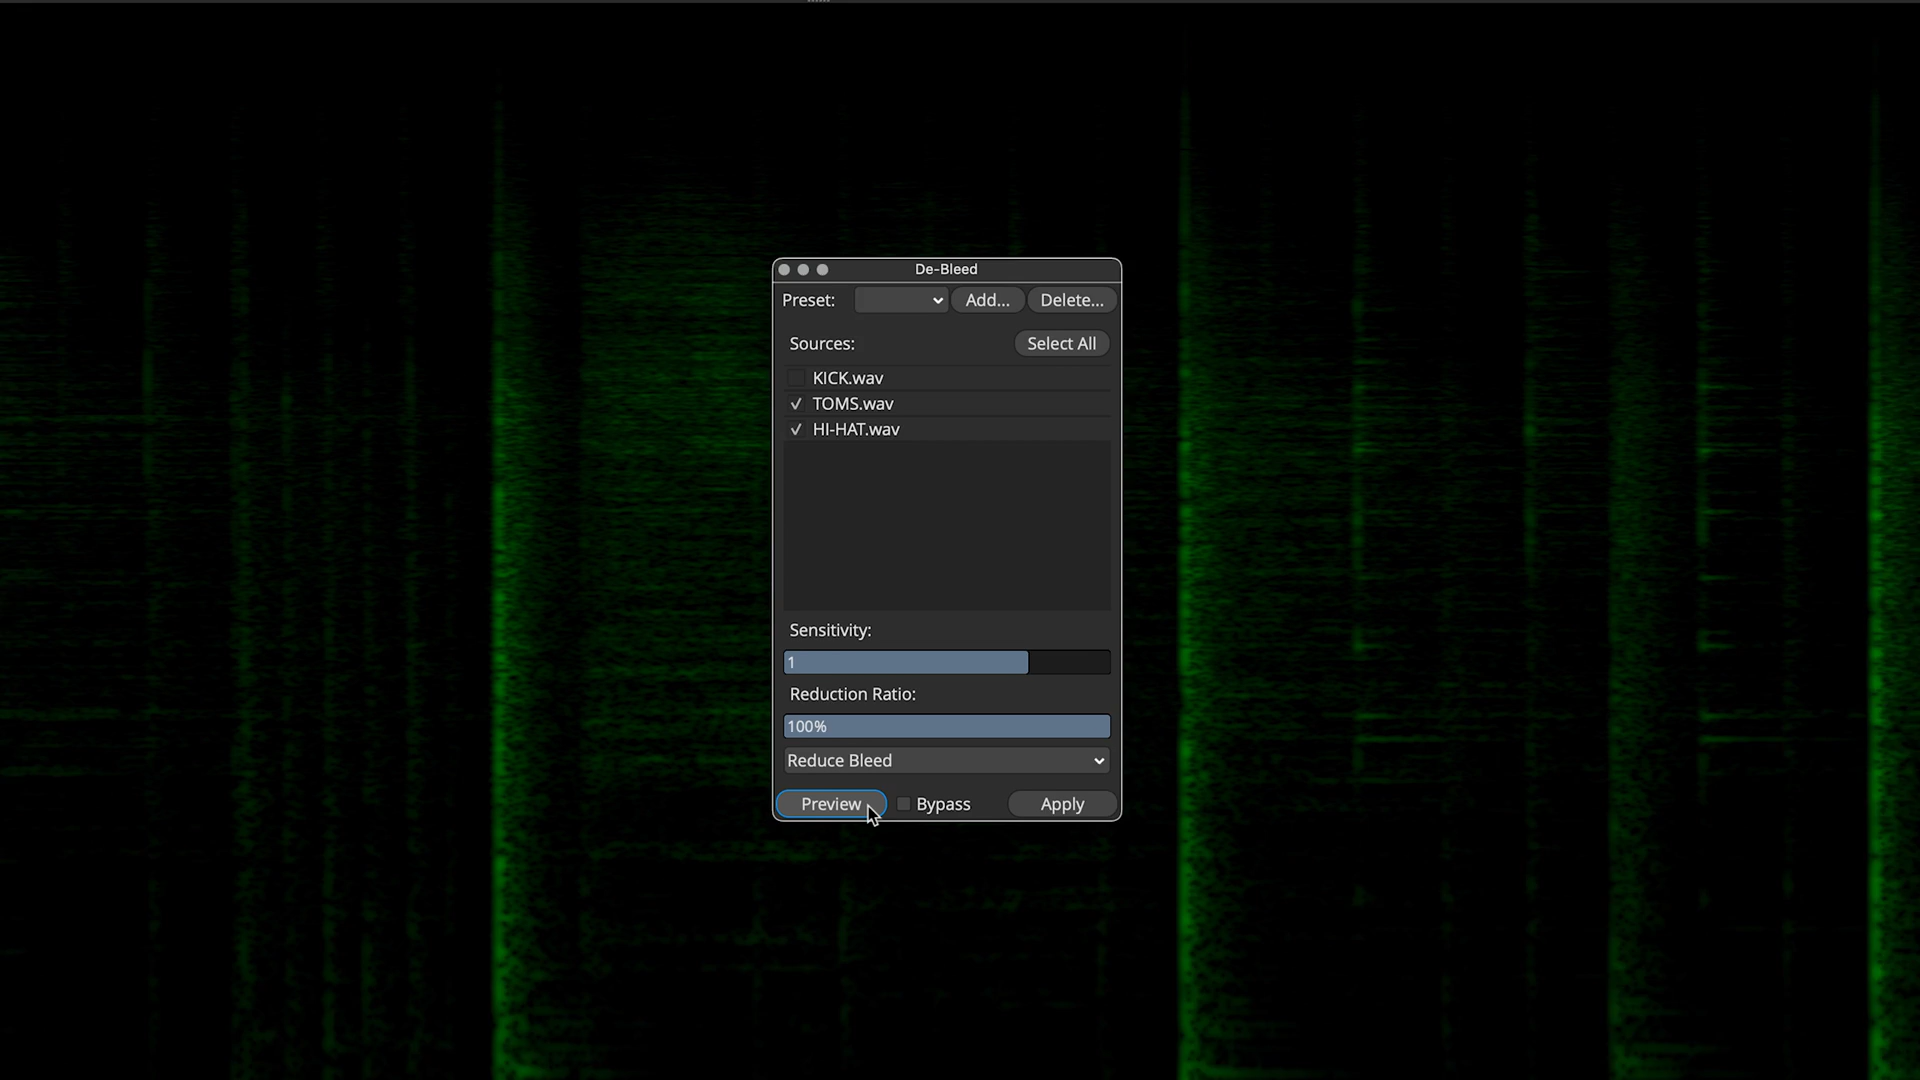 De-Bleed
Preset: Add... Delete...
Sources: Select All
KICK.wav
TOMS.wav
HI-HAT.wav
Sensitivity:
1
Reduction Ratio:
100%
Reduce Bleed
Preview Bypass Apply